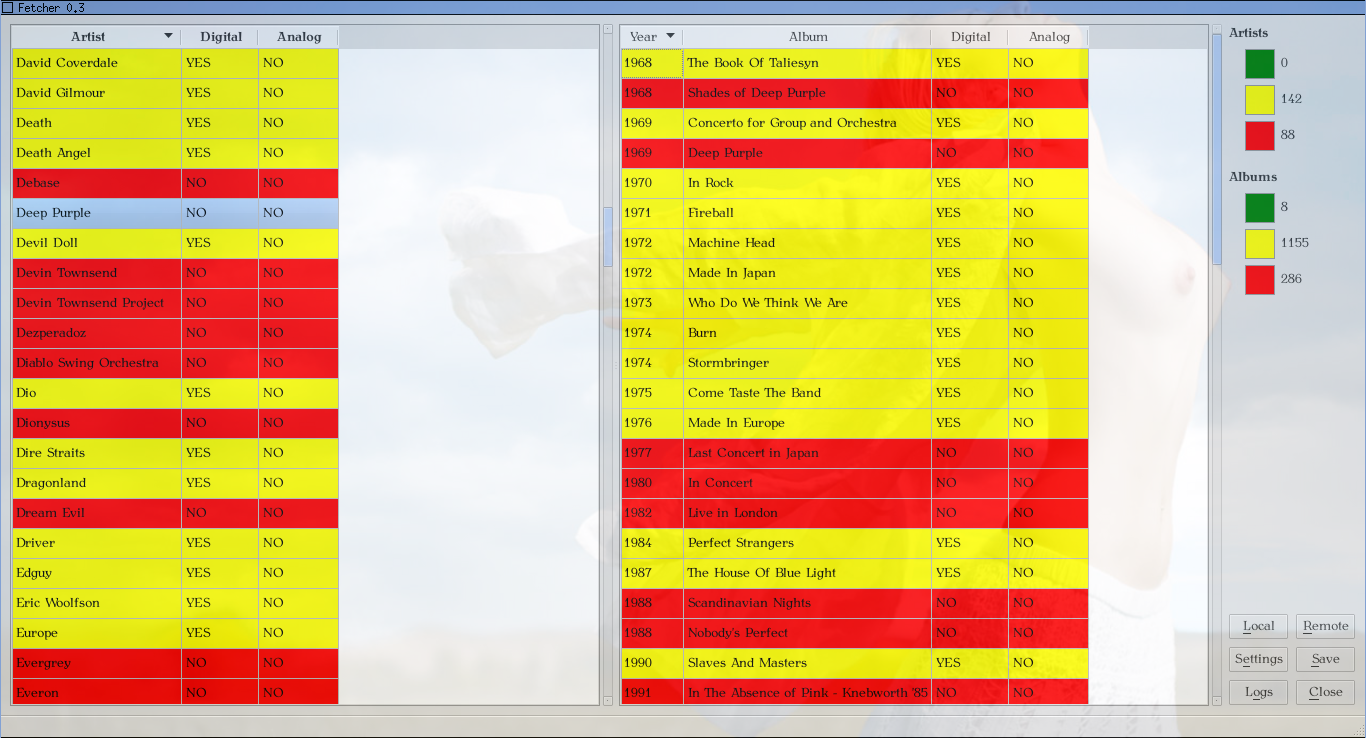 Fetcher 0.3
Artist Digital Analog
David Coverdale YES NO
David Gilmour YES NO
Death YES NO
Death Angel YES NO
Debase NO NO
Deep Purple NO NO
Devil Doll YES NO
Devin Townsend NO NO
Devin Townsend Project NO NO
Dezperadoz NO NO
Diablo Swing Orchestra NO NO
Dio YES NO
Dionysus NO NO
Dire Straits YES NO
Dragonland YES NO
Dream Evil NO NO
Driver YES NO
Edguy YES NO
Eric Woolfson YES NO
Europe YES NO
Evergrey NO NO
Everon NO NO
Year Album Digital Analog
1968 The Book Of Taliesyn YES NO
1968 Shades of Deep Purple NO NO
1969 Concerto for Group and Orchestra YES NO
1969 Deep Purple NO NO
1970 In Rock YES NO
1971 Fireball YES NO
1972 Machine Head YES NO
1972 Made In Japan YES NO
1973 Who Do We Think We Are YES NO
1974 Burn YES NO
1974 Stormbringer YES NO
1975 Come Taste The Band YES NO
1976 Made In Europe YES NO
1977 Last Concert in Japan NO NO
1980 In Concert NO NO
1982 Live in London NO NO
1984 Perfect Strangers YES NO
1987 The House Of Blue Light YES NO
1988 Scandinavian Nights NO NO
1988 Nobody's Perfect NO NO
1990 Slaves And Masters YES NO
1991 In The Absence of Pink - Knebworth '85 NO NO
Artists
0
142
88
Albums
8
1155
286
Local Remote
Settings Save
Logs Close